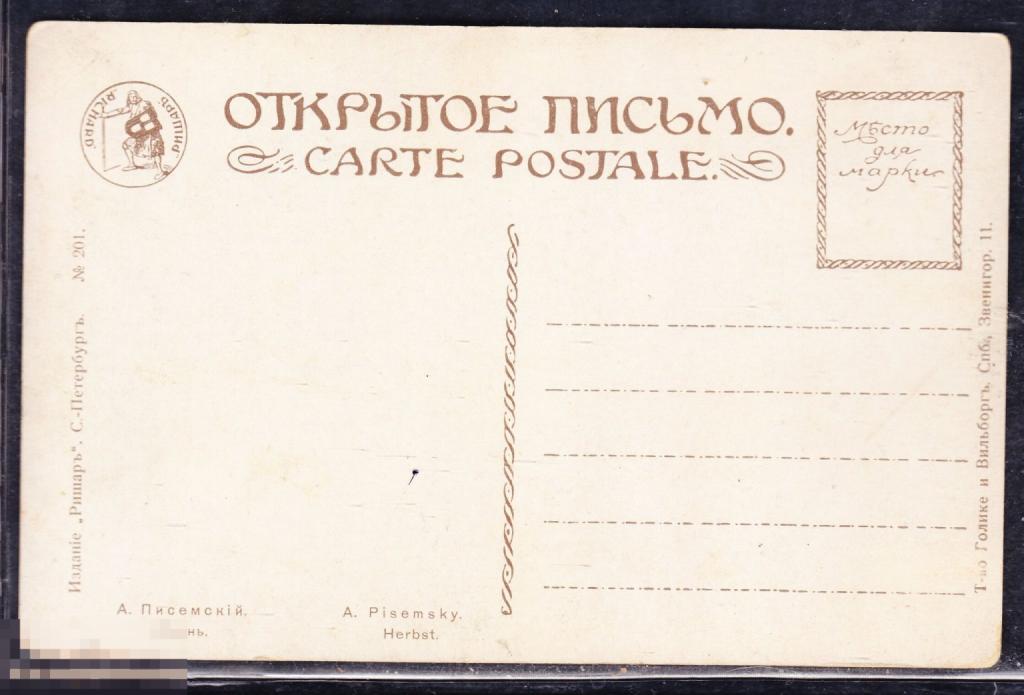 ОТКРЫТОЕ ПИСЬМО.
CARTE POSTALE.
РИШАРЪ
RICHARD
Мѣсто
для
марки
Изданіе „Ришаръ“. С.-Петербургъ. № 201.
Т-во Голике и Вильборгъ. Спб., Звенигор. 11.
А. Писемскій.
нь.
A. Pisemsky.
Herbst.